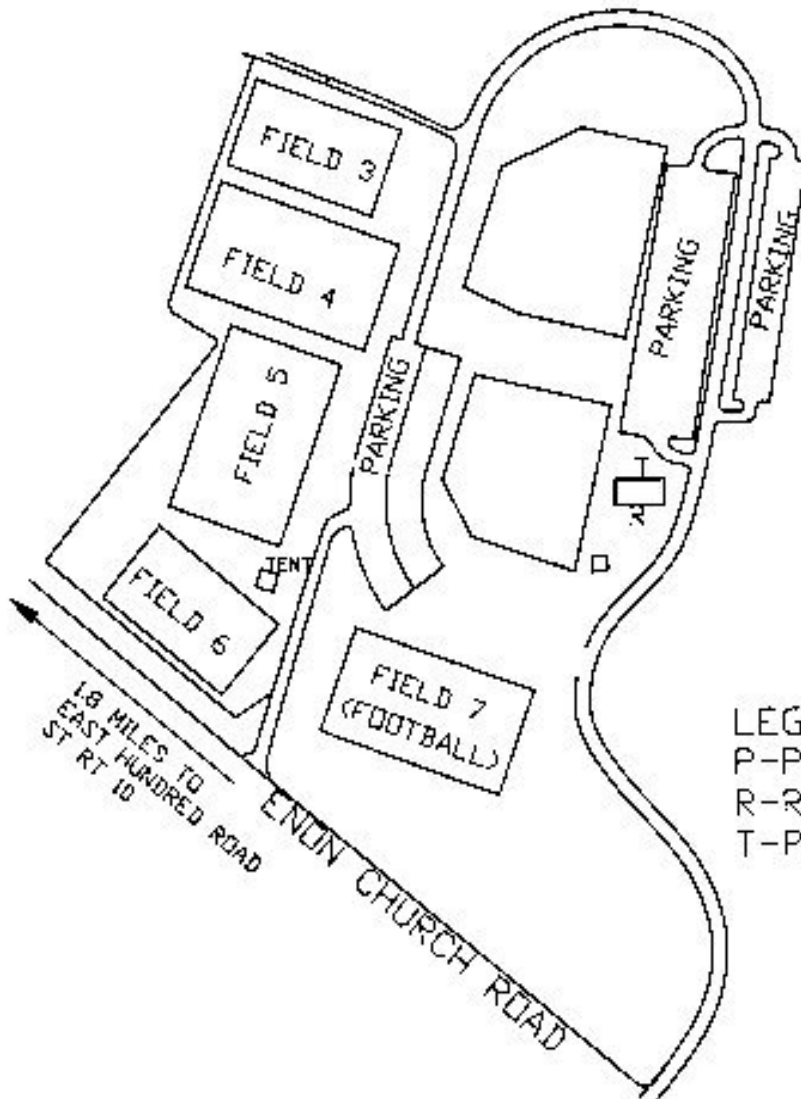 FIELD 3
FIELD 4
PARKING
PARKING
FIELD 5
PARKING
T
R
TENT
P
FIELD 6
FIELD 7
<FOOTBALL>
1.8 MILES TO
EAST HUNDRED ROAD
ST RT 10
LEG
P-P
R-R
T-P
ENON CHURCH ROAD